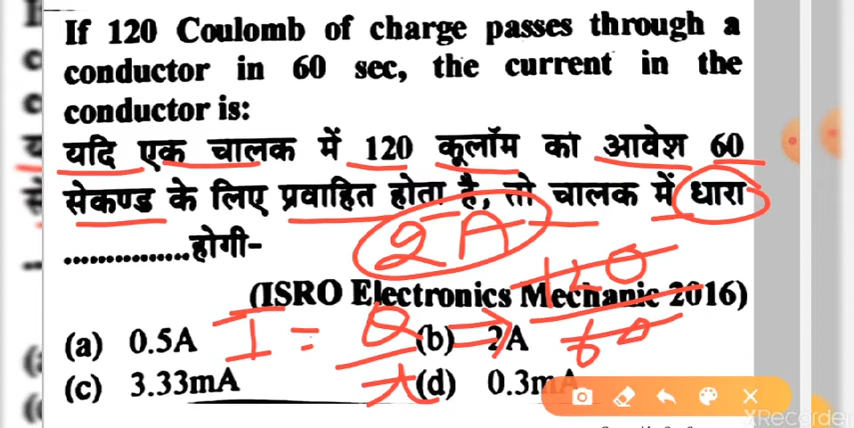 If 120 Coulomb of charge passes through a
conductor in 60 sec, the current in the
conductor is:
यदि एक चालक में 120 कूलॉम का आवेश 60
सेकण्ड के लिए प्रवाहित होता है, तो चालक में धारा
................होगी-
2 A
120
(ISRO Electronics Mechanic 2016)
60
I = Q
t
(a) 0.5A (b) 2A
(c) 3.33mA (d) 0.3mA
XRecorder